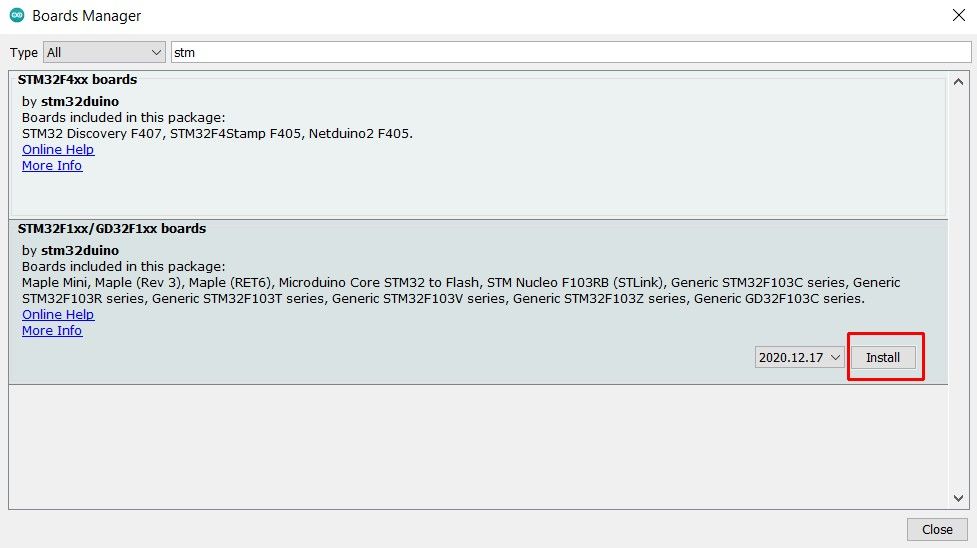 Boards Manager
Type All stm
STM32F4xx boards
by stm32duino
Boards included in this package:
STM32 Discovery F407, STM32F4Stamp F405, Netduino2 F405.
Online Help
More Info
STM32F1xx/GD32F1xx boards
by stm32duino
Boards included in this package:
Maple Mini, Maple (Rev 3), Maple (RET6), Microduino Core STM32 to Flash, STM Nucleo F103RB (STLink), Generic STM32F103C series, Generic
STM32F103R series, Generic STM32F103T series, Generic STM32F103V series, Generic STM32F103Z series, Generic GD32F103C series.
Online Help
More Info
2020.12.17 Install
Close